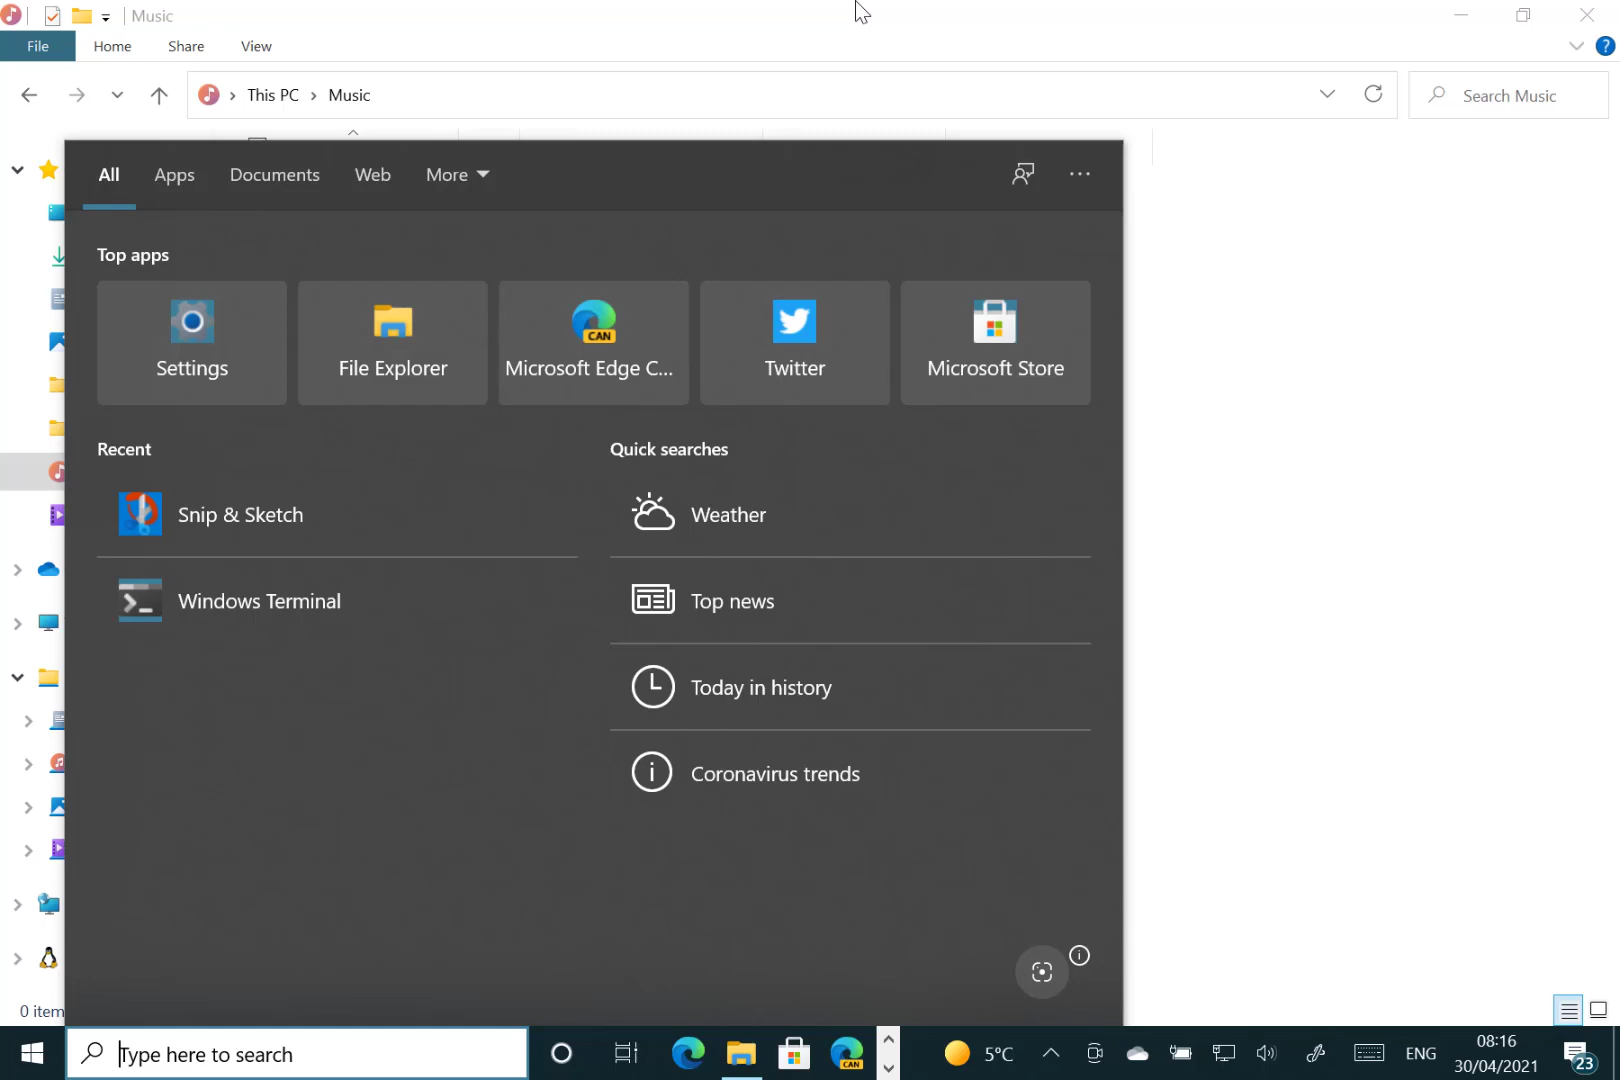 Music
File Home Share View
This PC Music
Search Music
All Apps Documents Web More
Top apps
Settings File Explorer Microsoft Edge C... Twitter Microsoft Store
CAN
Recent
Snip & Sketch
Windows Terminal
Quick searches
Weather
Top news
Today in history
Coronavirus trends
0 item
Type here to search
CAN
5°C
ENG
08:16
30/04/2021
23